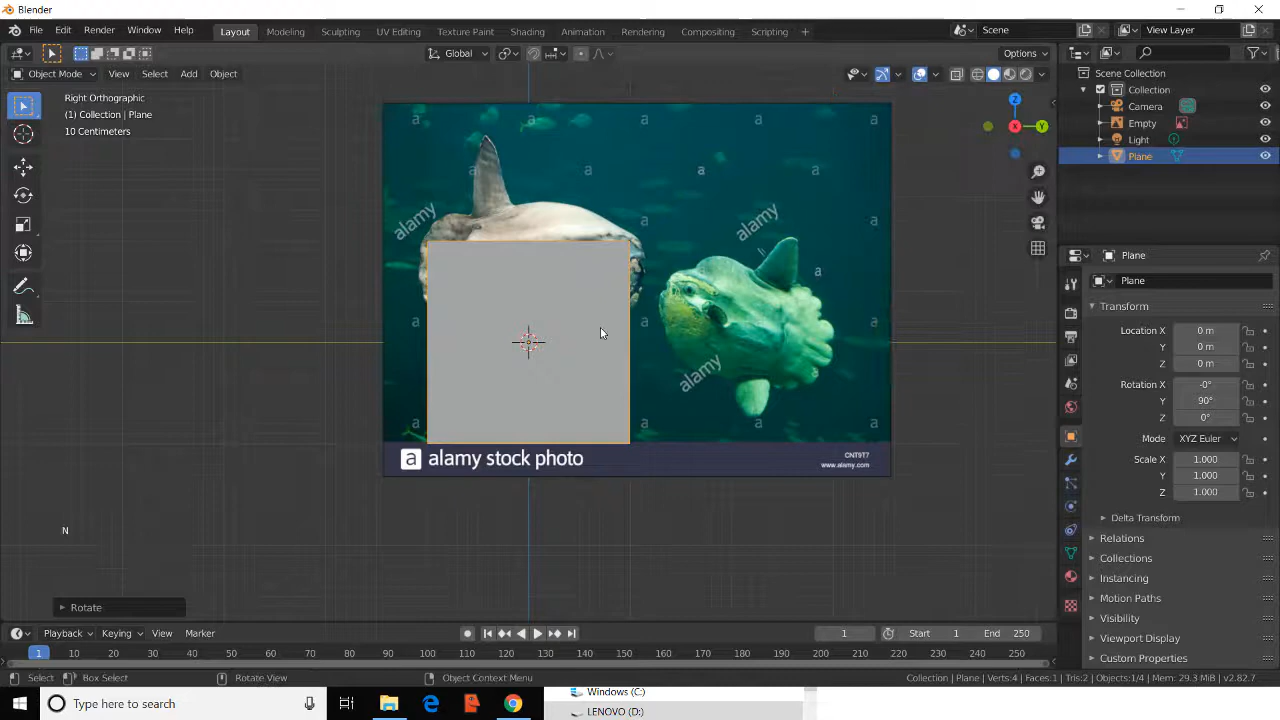 Blender
File Edit Render Window Help
Layout Modeling Sculpting UV Editing Texture Paint Shading Animation Rendering Compositing Scripting +
Scene
View Layer
Global
Options
Object Mode View Select Add Object
Right Orthographic
(1) Collection | Plane
10 Centimeters
Z
X
Y
Scene Collection
Collection
Camera
Empty
Light
Plane
a a a a a
a a a
alamy alamy
a
a a a a
alamy
a a a a
a alamy stock photo
CNT9T7
www.alamy.com
N
Rotate
Plane
Plane
Transform
Location X 0 m
Y 0 m
Z 0 m
Rotation X -0°
Y 90°
Z 0°
Mode XYZ Euler
Scale X 1.000
Y 1.000
Z 1.000
Delta Transform
Relations
Collections
Instancing
Motion Paths
Visibility
Viewport Display
Custom Properties
Playback Keying View Marker
1 Start 1 End 250
1 10 20 30 40 50 60 70 80 90 100 110 120 130 140 150 160 170 180 190 200 210 220 230 240 250
Select Box Select Rotate View Object Context Menu
Collection | Plane | Verts:4 | Faces:1 | Tris:2 | Objects:1/4 | Mem: 29.3 MiB | v2.82.7
Type here to search
Windows (C:)
LENOVO (D:)